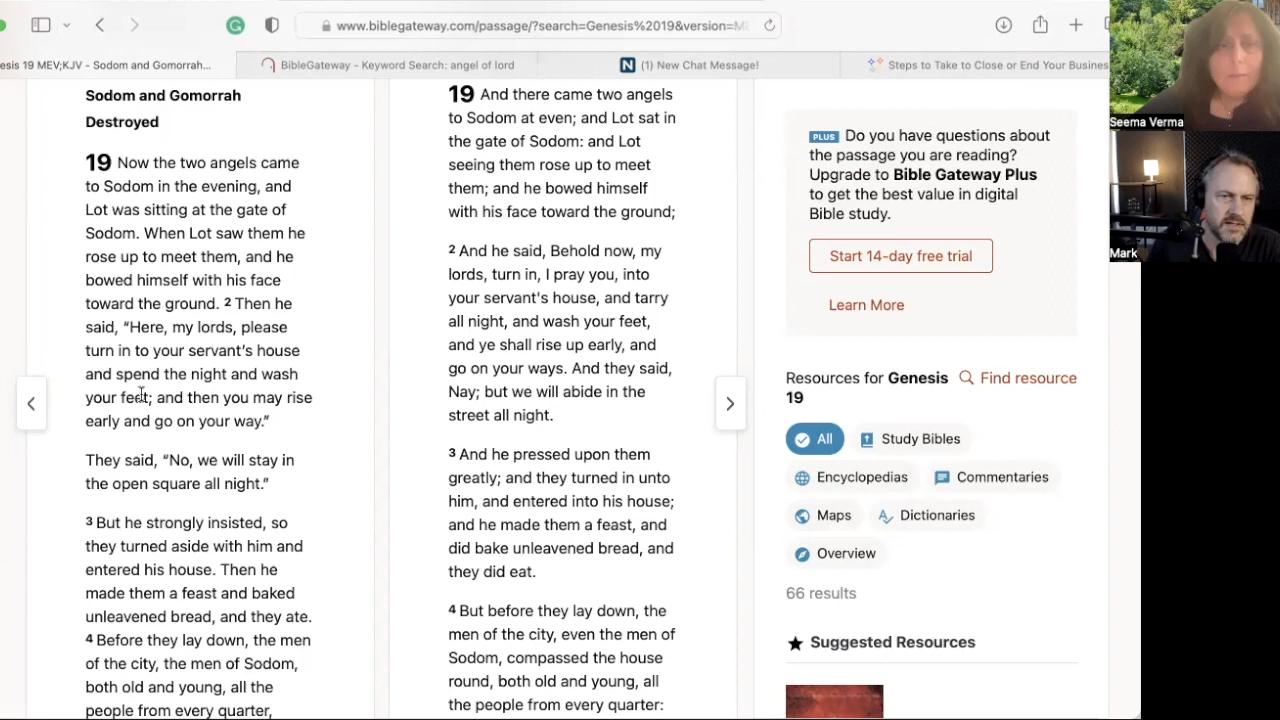 www.biblegateway.com/passage/?search=Genesis%2019&version=M
esis 19 MEV;KJV - Sodom and Gomorrah...
BibleGateway - Keyword Search: angel of lord
(1) New Chat Message!
Steps to Take to Close or End Your Busines
Sodom and Gomorrah
Destroyed
19 Now the two angels came
to Sodom in the evening, and
Lot was sitting at the gate of
Sodom. When Lot saw them he
rose up to meet them, and he
bowed himself with his face
toward the ground. 2 Then he
said, “Here, my lords, please
turn in to your servant’s house
and spend the night and wash
your feet; and then you may rise
early and go on your way.”
They said, “No, we will stay in
the open square all night.”
3 But he strongly insisted, so
they turned aside with him and
entered his house. Then he
made them a feast and baked
unleavened bread, and they ate.
4 Before they lay down, the men
of the city, the men of Sodom,
both old and young, all the
people from every quarter,
19 And there came two angels
to Sodom at even; and Lot sat in
the gate of Sodom: and Lot
seeing them rose up to meet
them; and he bowed himself
with his face toward the ground;
2 And he said, Behold now, my
lords, turn in, I pray you, into
your servant's house, and tarry
all night, and wash your feet,
and ye shall rise up early, and
go on your ways. And they said,
Nay; but we will abide in the
street all night.
3 And he pressed upon them
greatly; and they turned in unto
him, and entered into his house;
and he made them a feast, and
did bake unleavened bread, and
they did eat.
4 But before they lay down, the
men of the city, even the men of
Sodom, compassed the house
round, both old and young, all
the people from every quarter:
PLUS Do you have questions about
the passage you are reading?
Upgrade to Bible Gateway Plus
to get the best value in digital
Bible study.
Start 14-day free trial
Learn More
Resources for Genesis
19
Find resource
All
Study Bibles
Encyclopedias
Commentaries
Maps
Dictionaries
Overview
66 results
Suggested Resources
Seema Verma
Mark